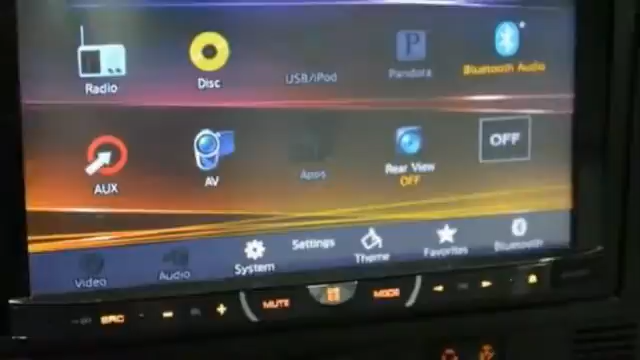 Radio
Disc
USB/iPod
P
Pandora
Bluetooth Audio
AUX
AV
Apps
Rear View
OFF
OFF
Video
Audio
System
Settings
Theme
Favorites
Bluetooth
SRC
-
+
MUTE
MODE